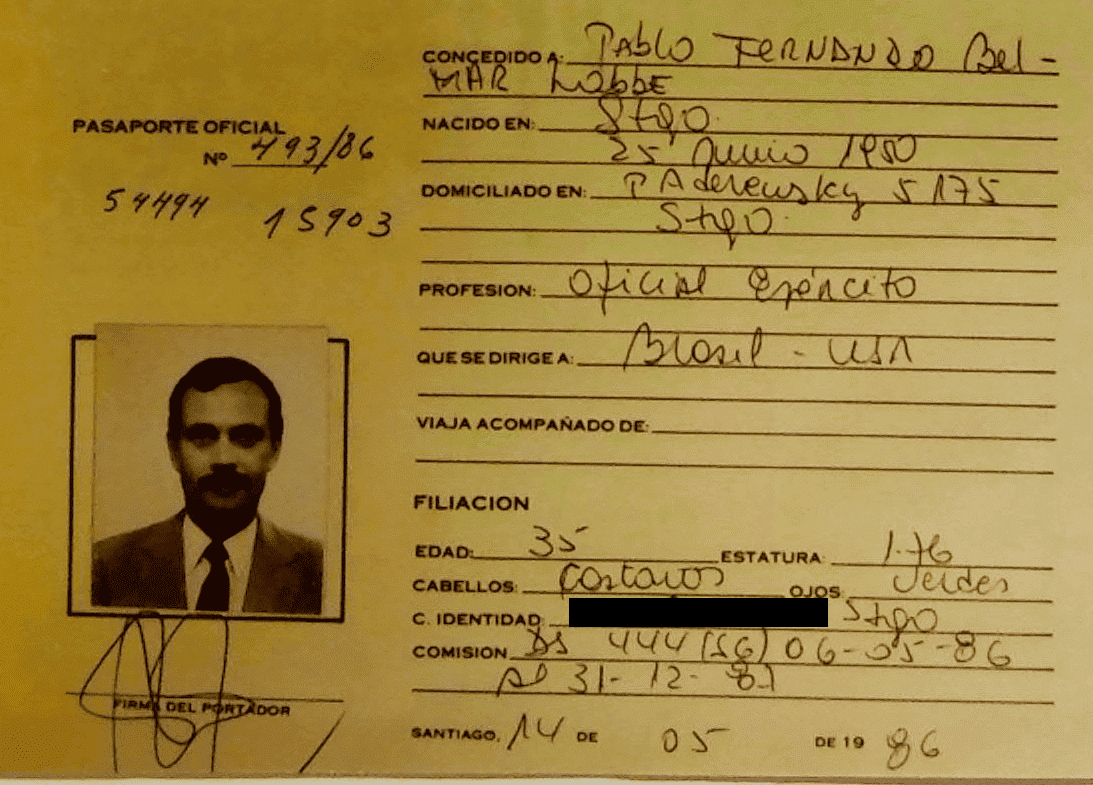 PASAPORTE OFICIAL
Nº 493/86
54494 15903
FIRMA DEL PORTADOR
CONCEDIDO A: PAblo FERNANDO Bel-
MAR Labbe
NACIDO EN: Stgo.
25 Junio 1950
DOMICILIADO EN: PAderewsky 5175
Stgo.
PROFESION: Oficial Ejército
QUE SE DIRIGE A: Brasil - USA
VIAJA ACOMPAÑADO DE:
FILIACION
EDAD: 35 ESTATURA: 1.76
CABELLOS: Castaños OJOS: Verdes
C. IDENTIDAD: Stgo
COMISION DS 444 (SG) 06-05-86
Al 31-12-87
SANTIAGO, 14 DE 05 DE 19 86